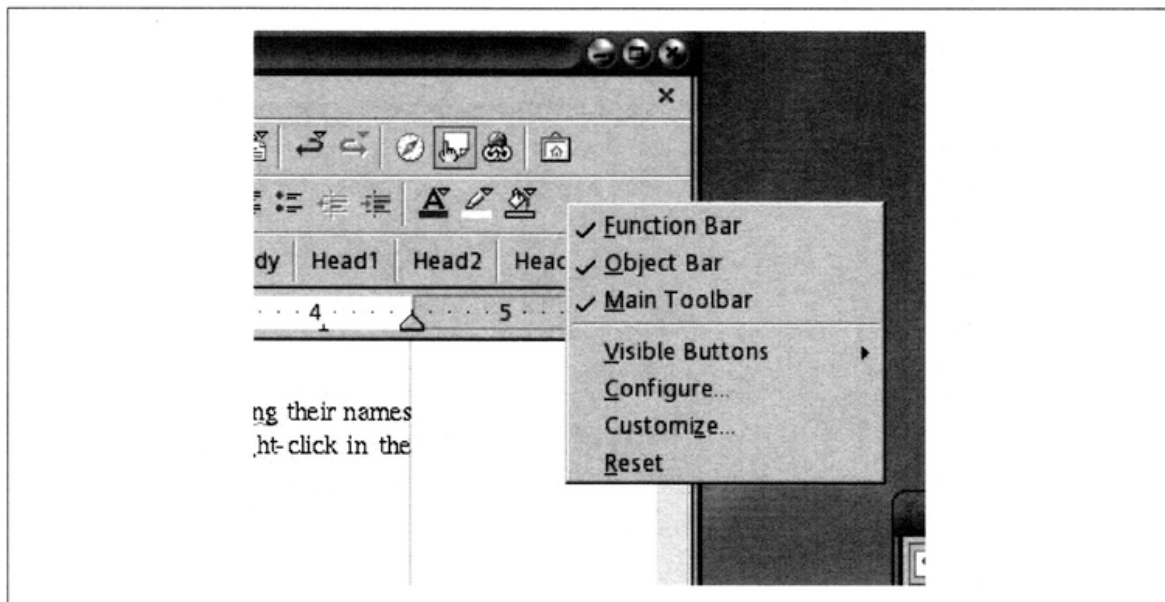 dy Head1 Head2 Head
4 5
ng their names
ht-click in the
Function Bar
Object Bar
Main Toolbar
Visible Buttons
Configure...
Customize...
Reset